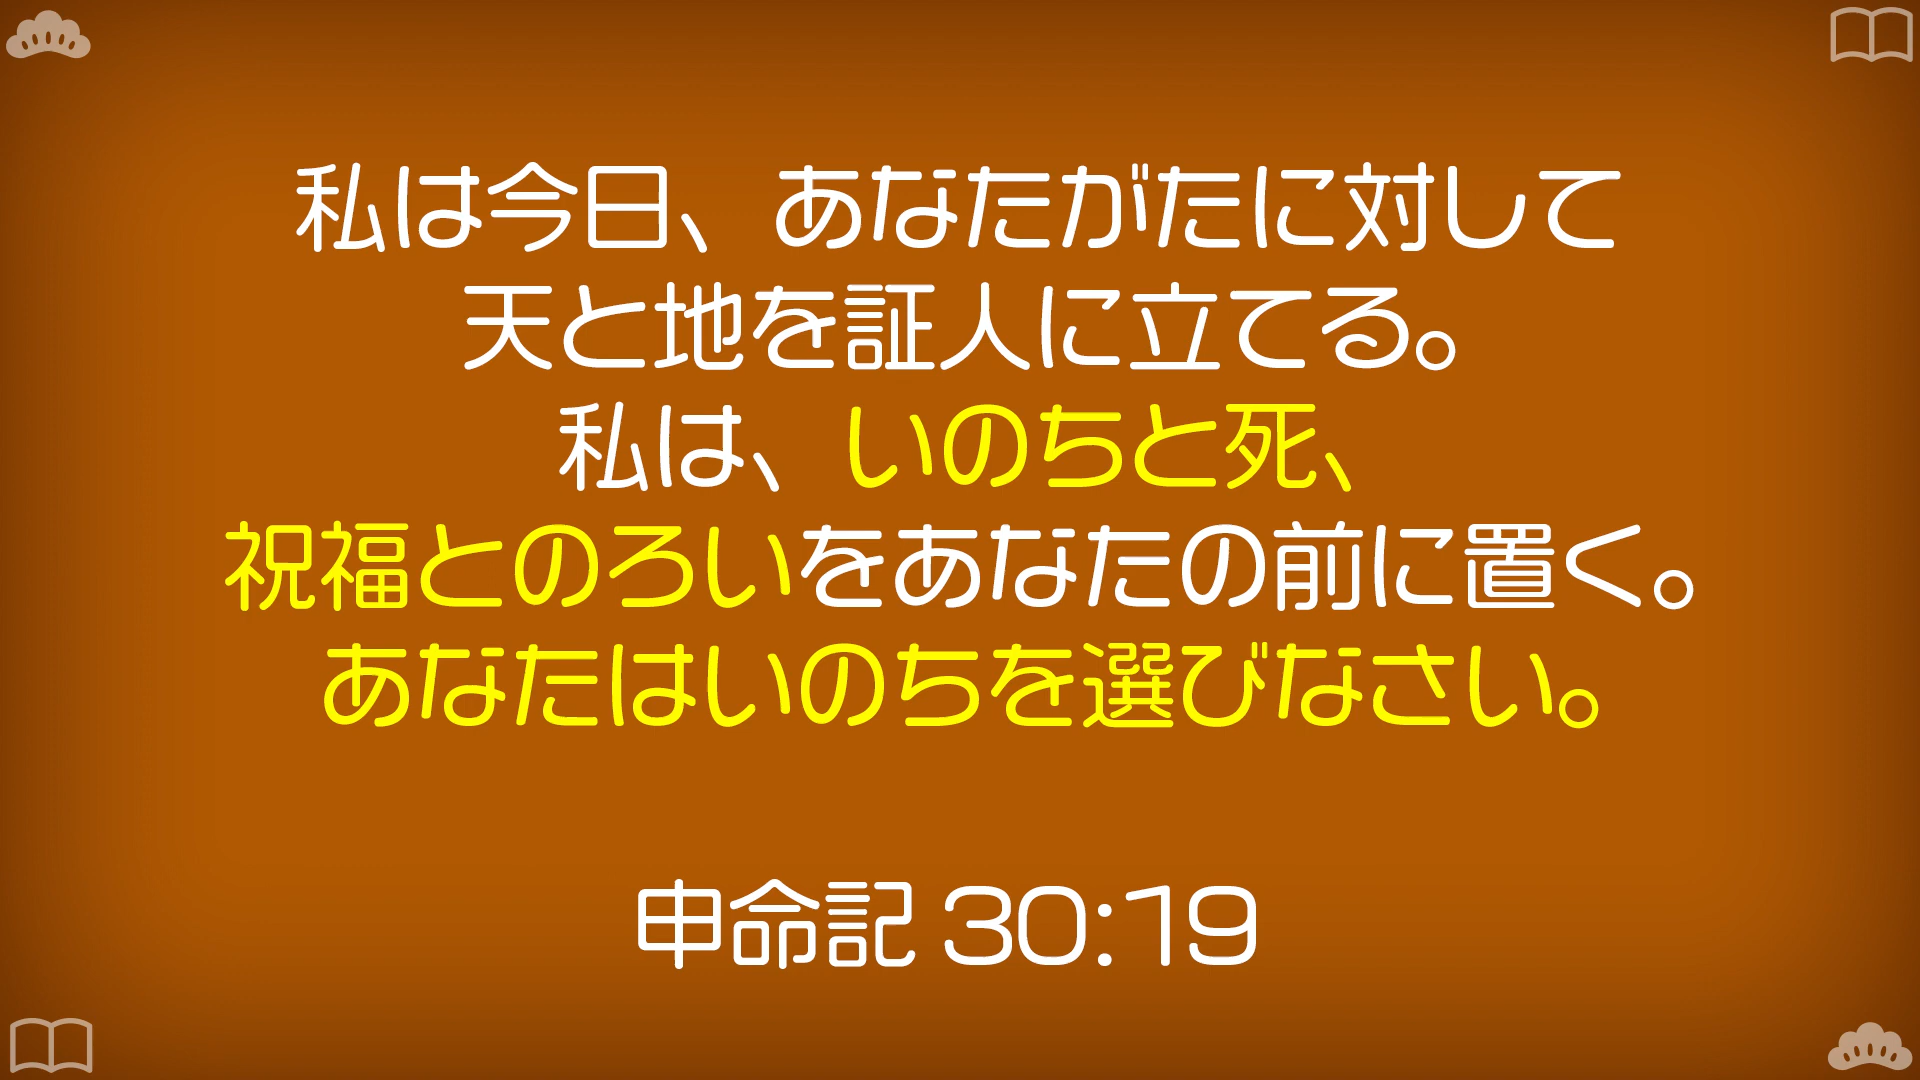 私は今日、あなたがたに対して
天と地を証人に立てる。
私は、いのちと死、
祝福とのろいをあなたの前に置く。
あなたはいのちを選びなさい。
申命記 30:19